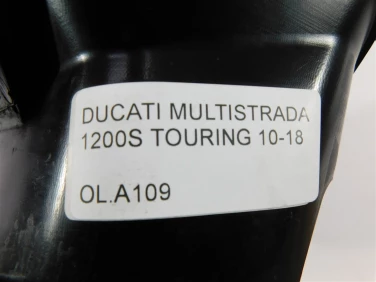 DUCATI MULTISTRADA
1200S TOURING 10-18
OL.A109